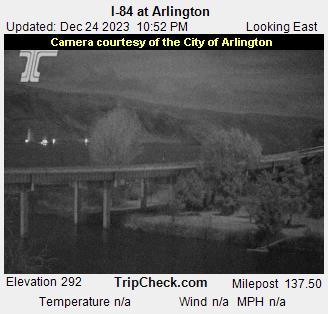 I-84 at Arlington
Updated: Dec 24 2023 10:52 PM Looking East
Camera courtesy of the City of Arlington
Elevation 292 TripCheck.com Milepost 137.50
Temperature n/a Wind n/a MPH n/a